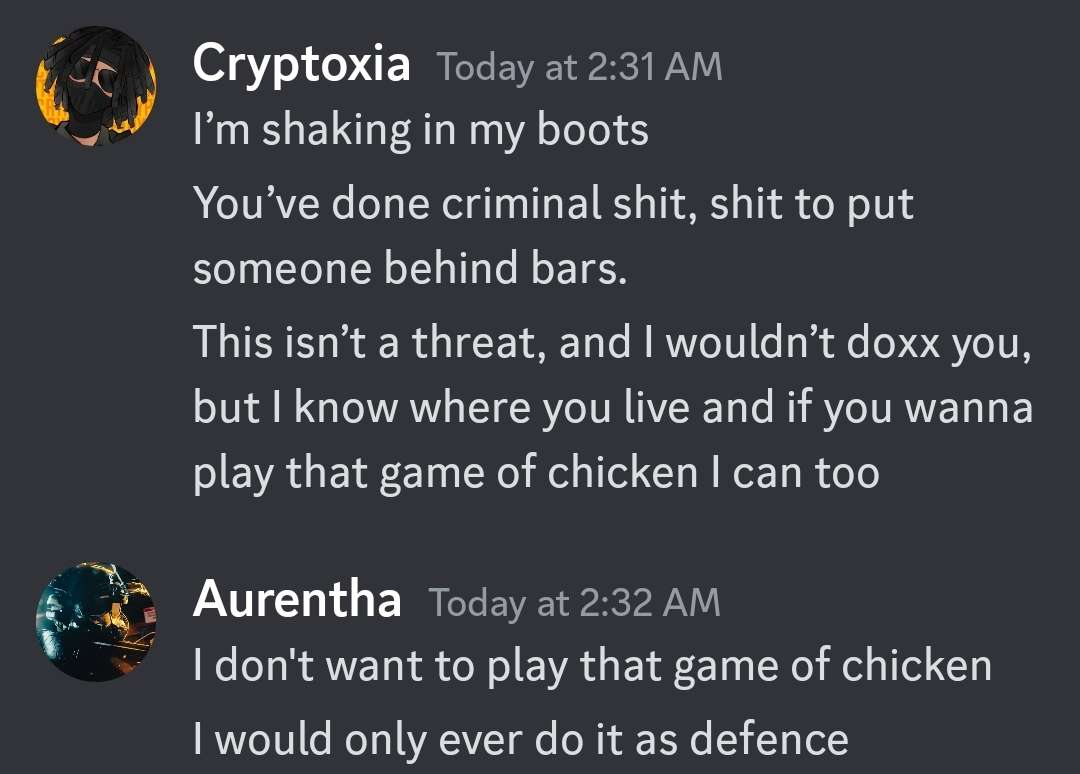 Cryptoxia Today at 2:31 AM
I’m shaking in my boots
You’ve done criminal shit, shit to put
someone behind bars.
This isn’t a threat, and I wouldn’t doxx you,
but I know where you live and if you wanna
play that game of chicken I can too
Aurentha Today at 2:32 AM
I don't want to play that game of chicken
I would only ever do it as defence